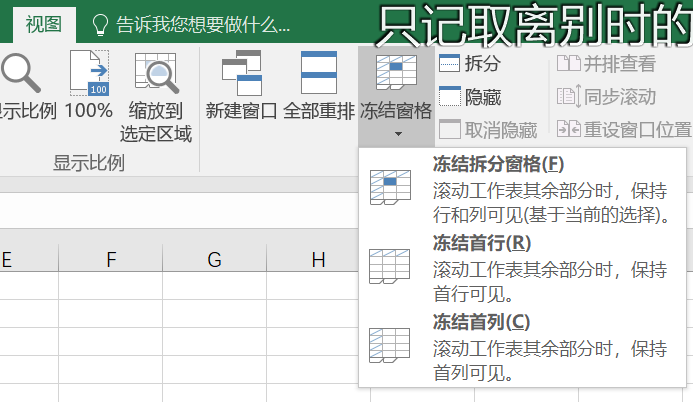 视图
告诉我您想要做什么...
只记取离别时的
显示比例
100%
100
缩放到
选定区域
新建窗口
全部重排
冻结窗格
拆分
隐藏
取消隐藏
并排查看
同步滚动
重设窗口位置
显示比例
冻结拆分窗格(F)
滚动工作表其余部分时，保持
行和列可见(基于当前的选择)。
冻结首行(R)
滚动工作表其余部分时，保持
首行可见。
冻结首列(C)
滚动工作表其余部分时，保持
首列可见。
E
F
G
H